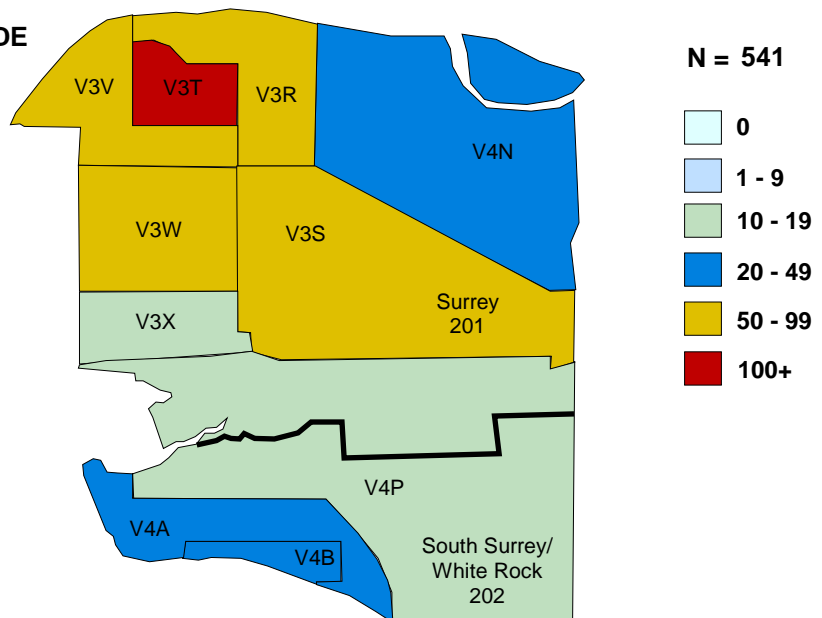 DE
N = 541
V3V
V3T
V3R
V4N
0
1 - 9
10 - 19
20 - 49
50 - 99
100+
V3W
V3S
V3X
Surrey
201
V4P
V4A
V4B
South Surrey/
White Rock
202